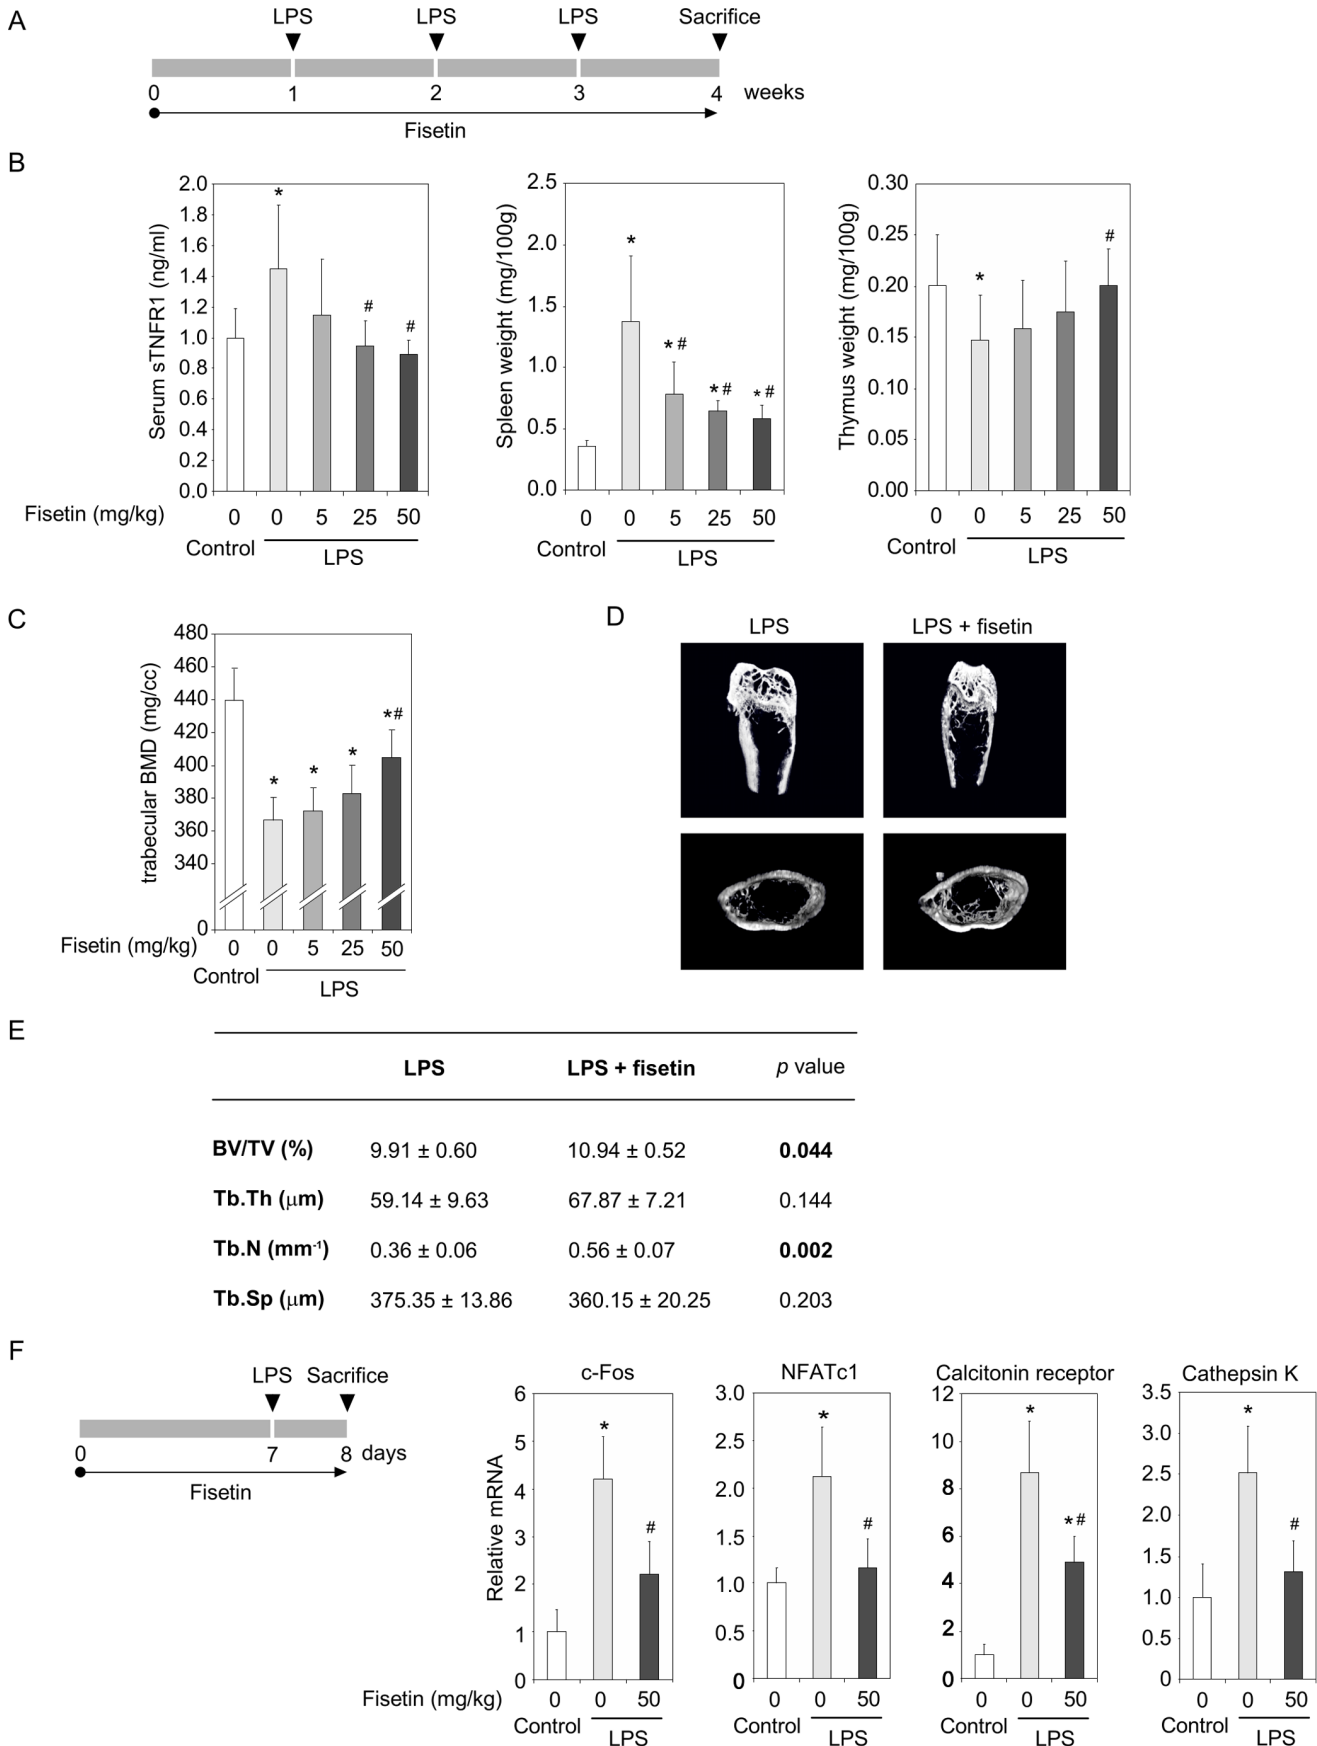 A
LPS LPS LPS Sacrifice
0 1 2 3 4 weeks
Fisetin
B
Serum sTNFR1 (ng/ml)
2.0
1.8
1.6
1.4
1.2
1.0
0.8
0.6
0.4
0.2
0.0
*
#
#
Fisetin (mg/kg) 0 0 5 25 50
Control LPS
Spleen weight (mg/100g)
2.5
2.0
1.5
1.0
0.5
0.0
*
*#
*#
*#
0 0 5 25 50
Control LPS
Thymus weight (mg/100g)
0.30
0.25
0.20
0.15
0.10
0.05
0.00
*
#
0 0 5 25 50
Control LPS
C
trabecular BMD (mg/cc)
480
460
440
420
400
380
360
340
0
*
*
*
*#
Fisetin (mg/kg) 0 0 5 25 50
Control LPS
D
LPS LPS + fisetin
E
LPS LPS + fisetin p value
BV/TV (%) 9.91 ± 0.60 10.94 ± 0.52 0.044
Tb.Th (μm) 59.14 ± 9.63 67.87 ± 7.21 0.144
Tb.N (mm-1) 0.36 ± 0.06 0.56 ± 0.07 0.002
Tb.Sp (μm) 375.35 ± 13.86 360.15 ± 20.25 0.203
F
LPS Sacrifice
0 7 8 days
Fisetin
Relative mRNA
c-Fos
6
5
4
3
2
1
0
*
#
Fisetin (mg/kg) 0 0 50
Control LPS
NFATc1
3.0
2.5
2.0
1.5
1.0
0.5
0
*
#
0 0 50
Control LPS
Calcitonin receptor
12
10
8
6
4
2
0
*
*#
0 0 50
Control LPS
Cathepsin K
3.5
3.0
2.5
2.0
1.5
1.0
0.5
0
*
#
0 0 50
Control LPS